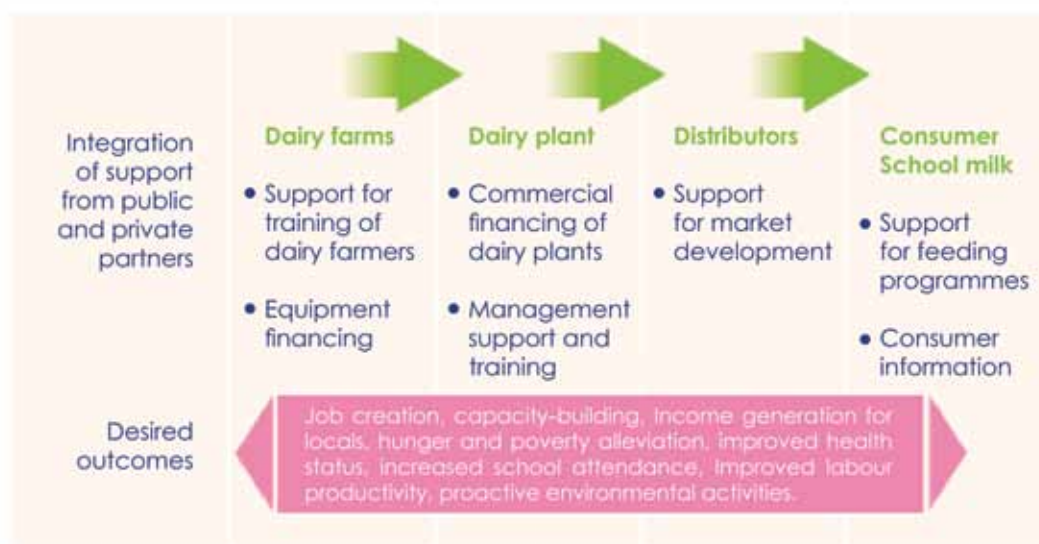 Integration
of support
from public
and private
partners
Dairy farms
• Support for
training of
dairy farmers
• Equipment
financing
Dairy plant
• Commercial
financing of
dairy plants
• Management
support and
training
Distributors
• Support
for market
development
Consumer
School milk
• Support
for feeding
programmes
• Consumer
information
Desired
outcomes
Job creation, capacity-building, Income generation for
locals, hunger and poverty alleviation, improved health
status, increased school attendance, Improved labour
productivity, proactive environmental activities.